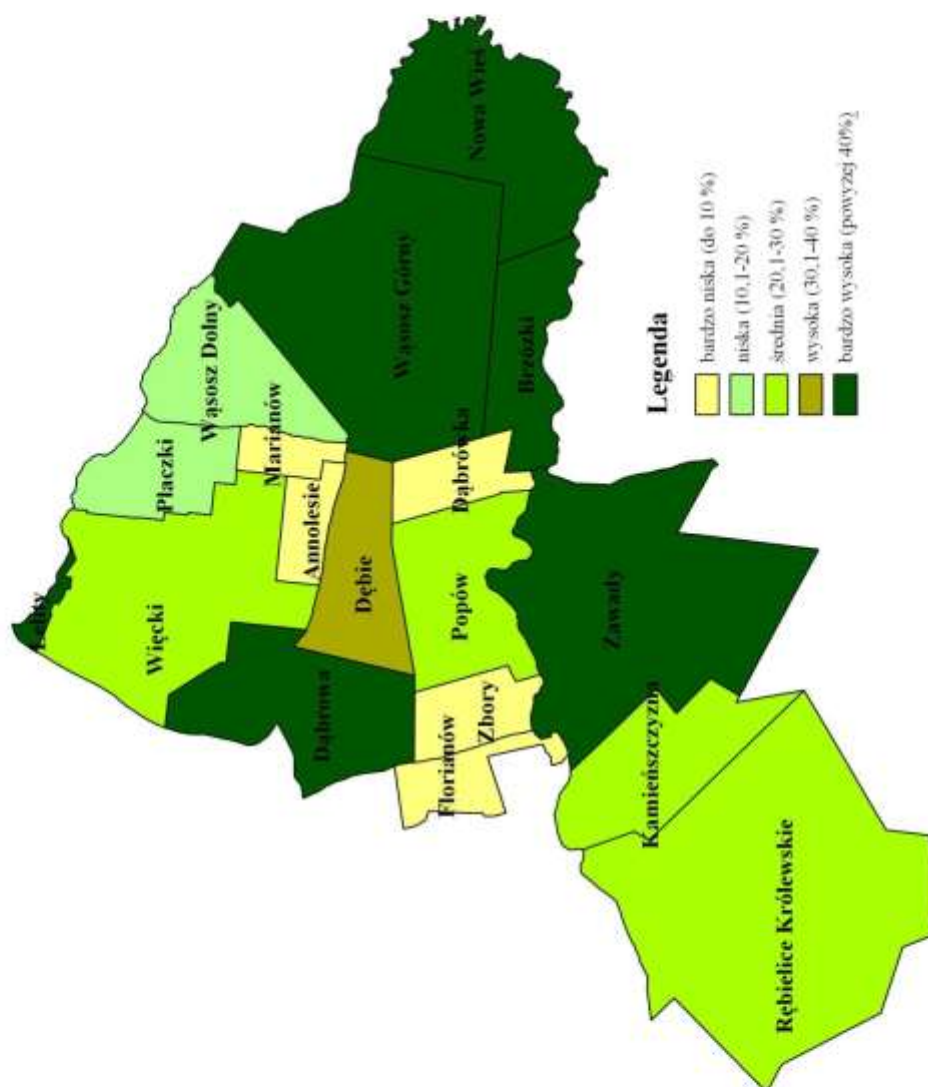 Łebity
Więcki
Płaczki
Wąsosz Dolny
Marianów
Annolesie
Dąbrowa
Dębie
Wąsosz Górny
Nowa Wieś
Florianów
Zbory
Popów
Dąbrówka
Brzózki
Zawady
Kamieńszczyzna
Rębielice Królewskie
Legenda
bardzo niska (do 10 %)
niska (10,1-20 %)
średnia (20,1-30 %)
wysoka (30,1-40 %)
bardzo wysoka (powyżej 40%)